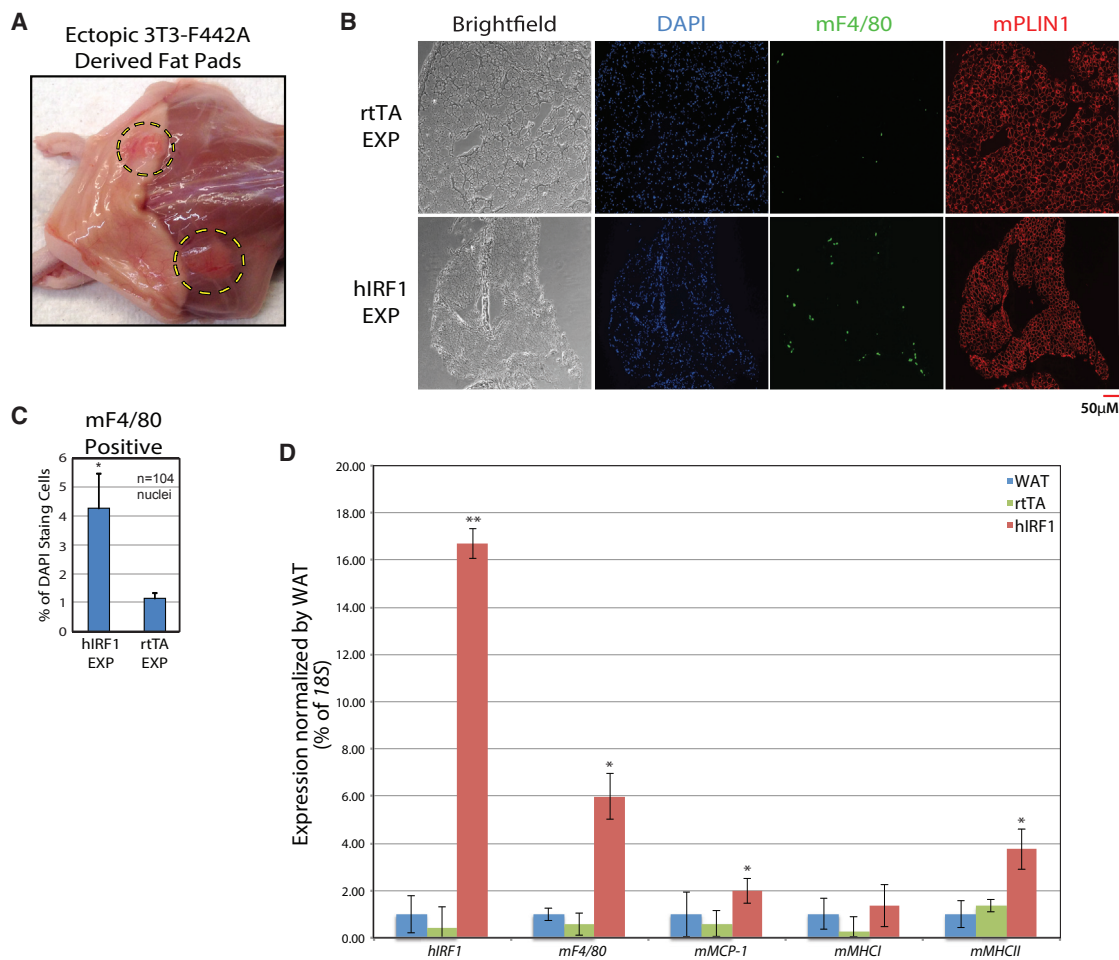 A
Ectopic 3T3-F442A
Derived Fat Pads
B
Brightfield
DAPI
mF4/80
mPLIN1
rtTA
EXP
hIRF1
EXP
50µM
C
mF4/80
Positive
% of DAPI Staing Cells
6
5
4
3
2
1
0
*
n=104
nuclei
hIRF1
EXP
rtTA
EXP
D
Expression normalized by WAT
(% of 18S)
20.00
18.00
16.00
14.00
12.00
10.00
8.00
6.00
4.00
2.00
0.00
WAT
rtTA
hIRF1
**
*
*
*
hIRF1
mF4/80
mMCP-1
mMHCI
mMHCII